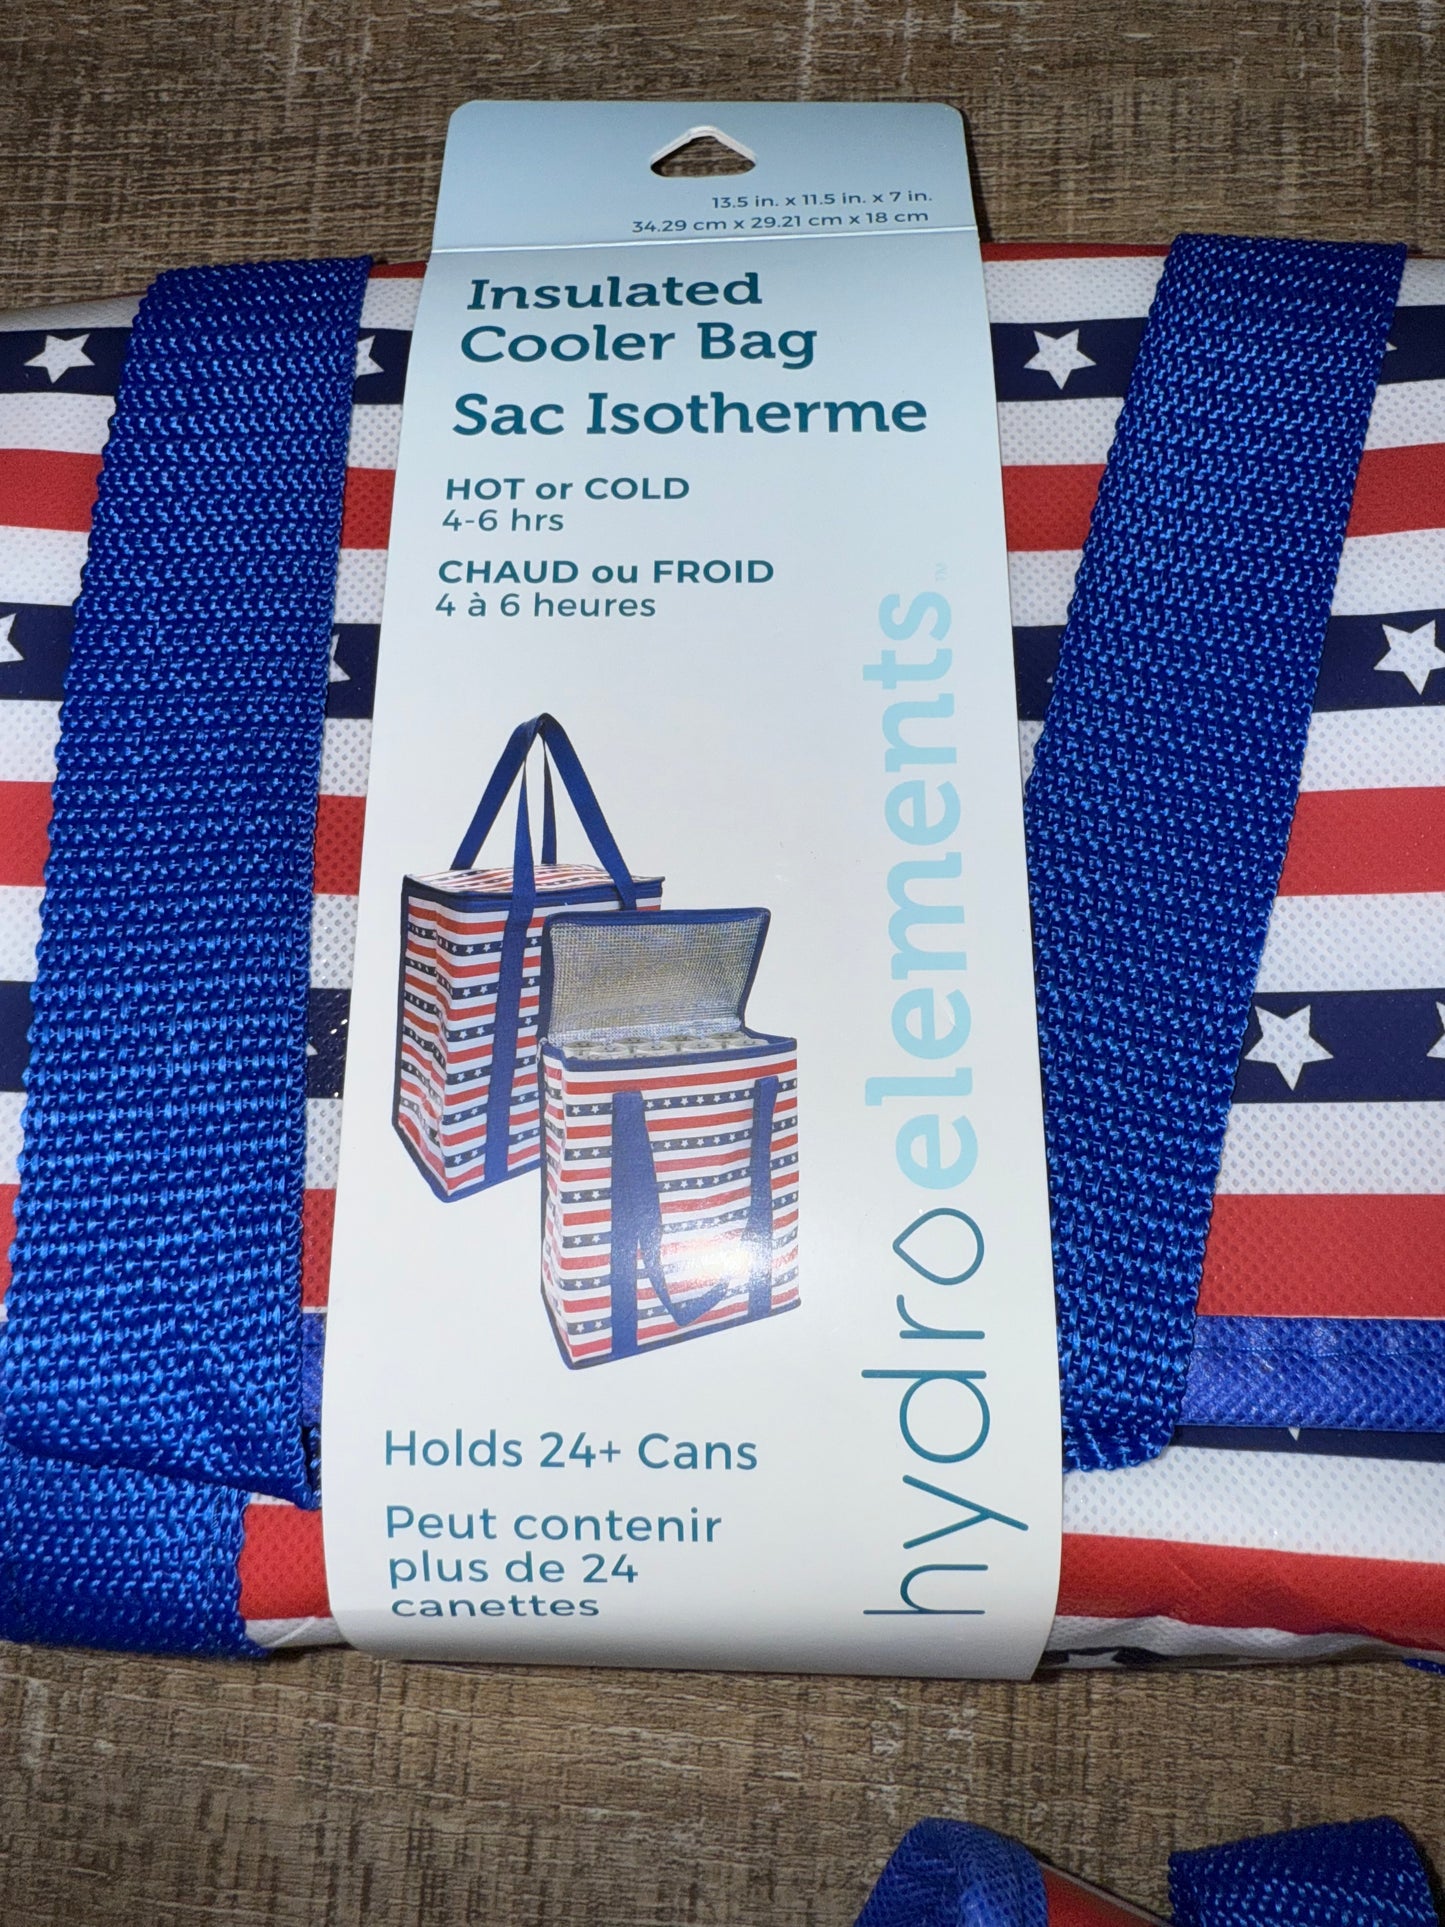 13.5 in. x 11.5 in. x 7 in.
34.29 cm x 29.21 cm x 18 cm
Insulated
Cooler Bag
Sac Isotherme
HOT or COLD
4-6 hrs
CHAUD ou FROID
4 à 6 heures
hydroelements™
Holds 24+ Cans
Peut contenir
plus de 24
canettes